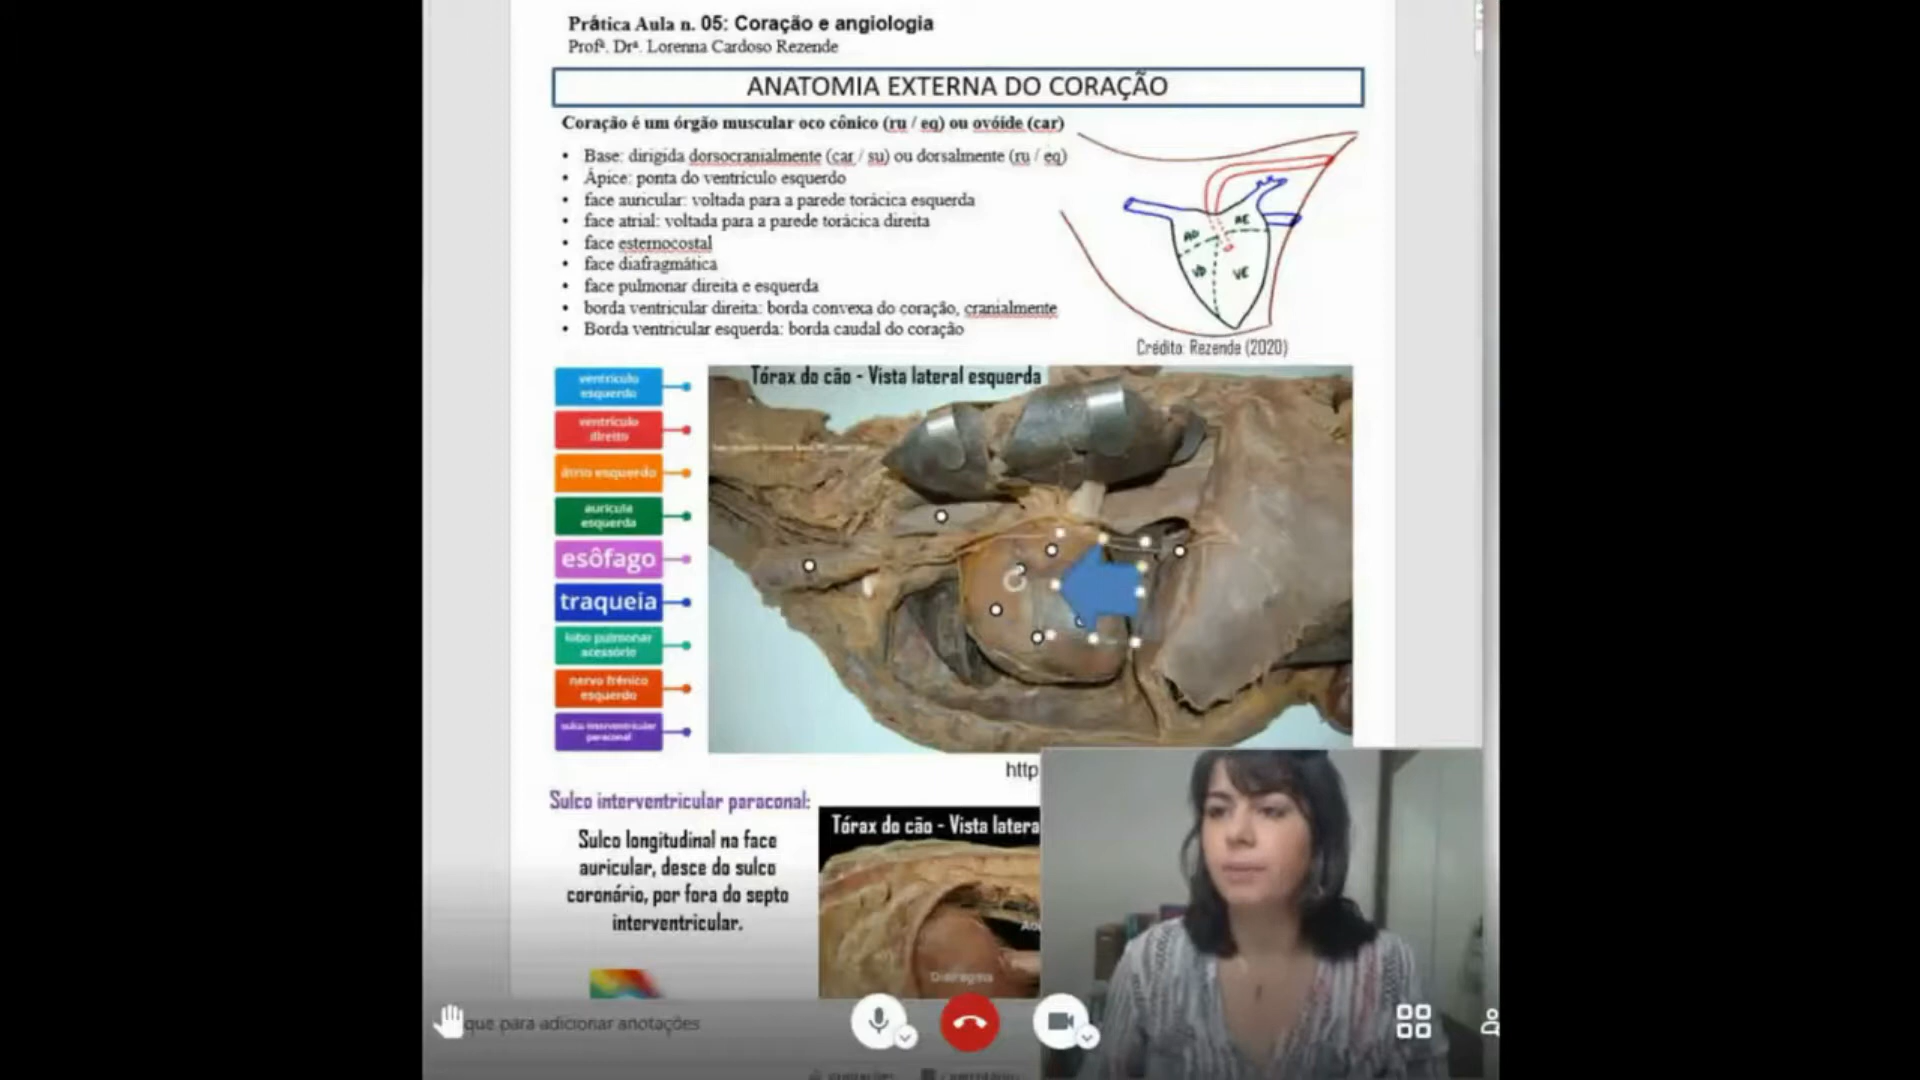 Prática Aula n. 05: Coração e angiologia
Profª. Drª. Lorenna Cardoso Rezende
ANATOMIA EXTERNA DO CORAÇÃO
Coração é um órgão muscular oco cônico (ru / eq) ou ovóide (car)
• Base: dirigida dorsocranialmente (car / su) ou dorsalmente (ru / eq)
• Ápice: ponta do ventrículo esquerdo
• face auricular: voltada para a parede torácica esquerda
• face atrial: voltada para a parede torácica direita
• face esternocostal
• face diafragmática
• face pulmonar direita e esquerda
• borda ventricular direita: borda convexa do coração, cranialmente
• Borda ventricular esquerda: borda caudal do coração
AD
AE
VD
VE
Crédito: Rezende (2020)
ventrículo
esquerdo
ventrículo
direito
átrio esquerdo
aurícula
esquerda
esôfago
traqueia
lobo pulmonar
acessório
nervo frênico
esquerdo
sulco interventricular
paraconal
Tórax do cão - Vista lateral esquerda
http
Sulco interventricular paraconal:
Sulco longitudinal na face
auricular, desce do sulco
coronário, por fora do septo
interventricular.
Tórax do cão - Vista latera
Diafragma
que para adicionar anotações